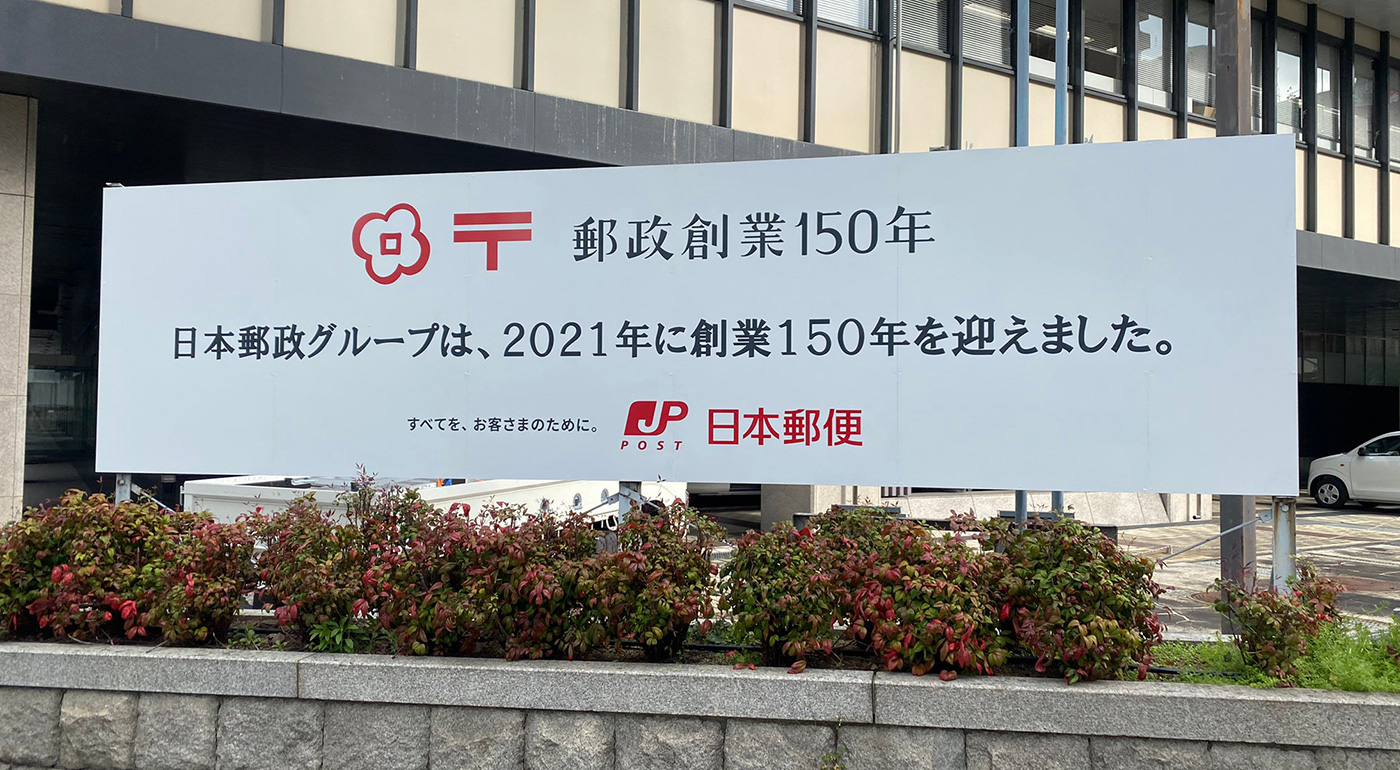 〒 郵政創業150年
日本郵政グループは、2021年に創業150年を迎えました。
すべてを、お客さまのために。 JP POST 日本郵便